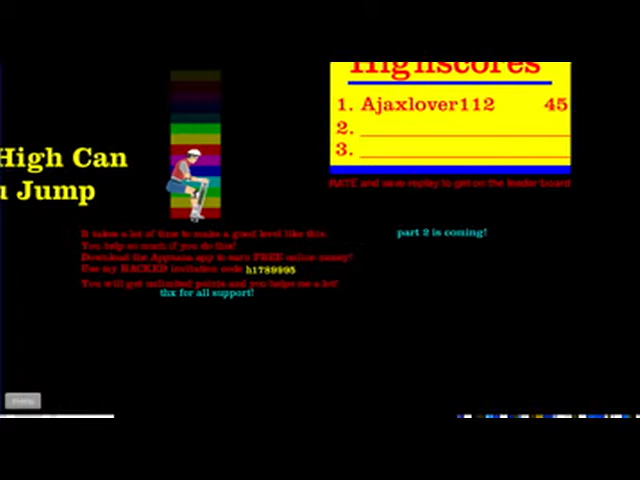 High Can
u Jump
Highscores
1. Ajaxlover112 45
2.
3.
RATE and save replay to get on the leader board
It takes a lot of time to make a good level like this.
You help so much if you do this!
Download the Appnana app to earn FREE online money!
Use my HACKED invitation code h1789995
You will get unlimited points and you helps me a lot!
thx for all support!
part 2 is coming!
menu